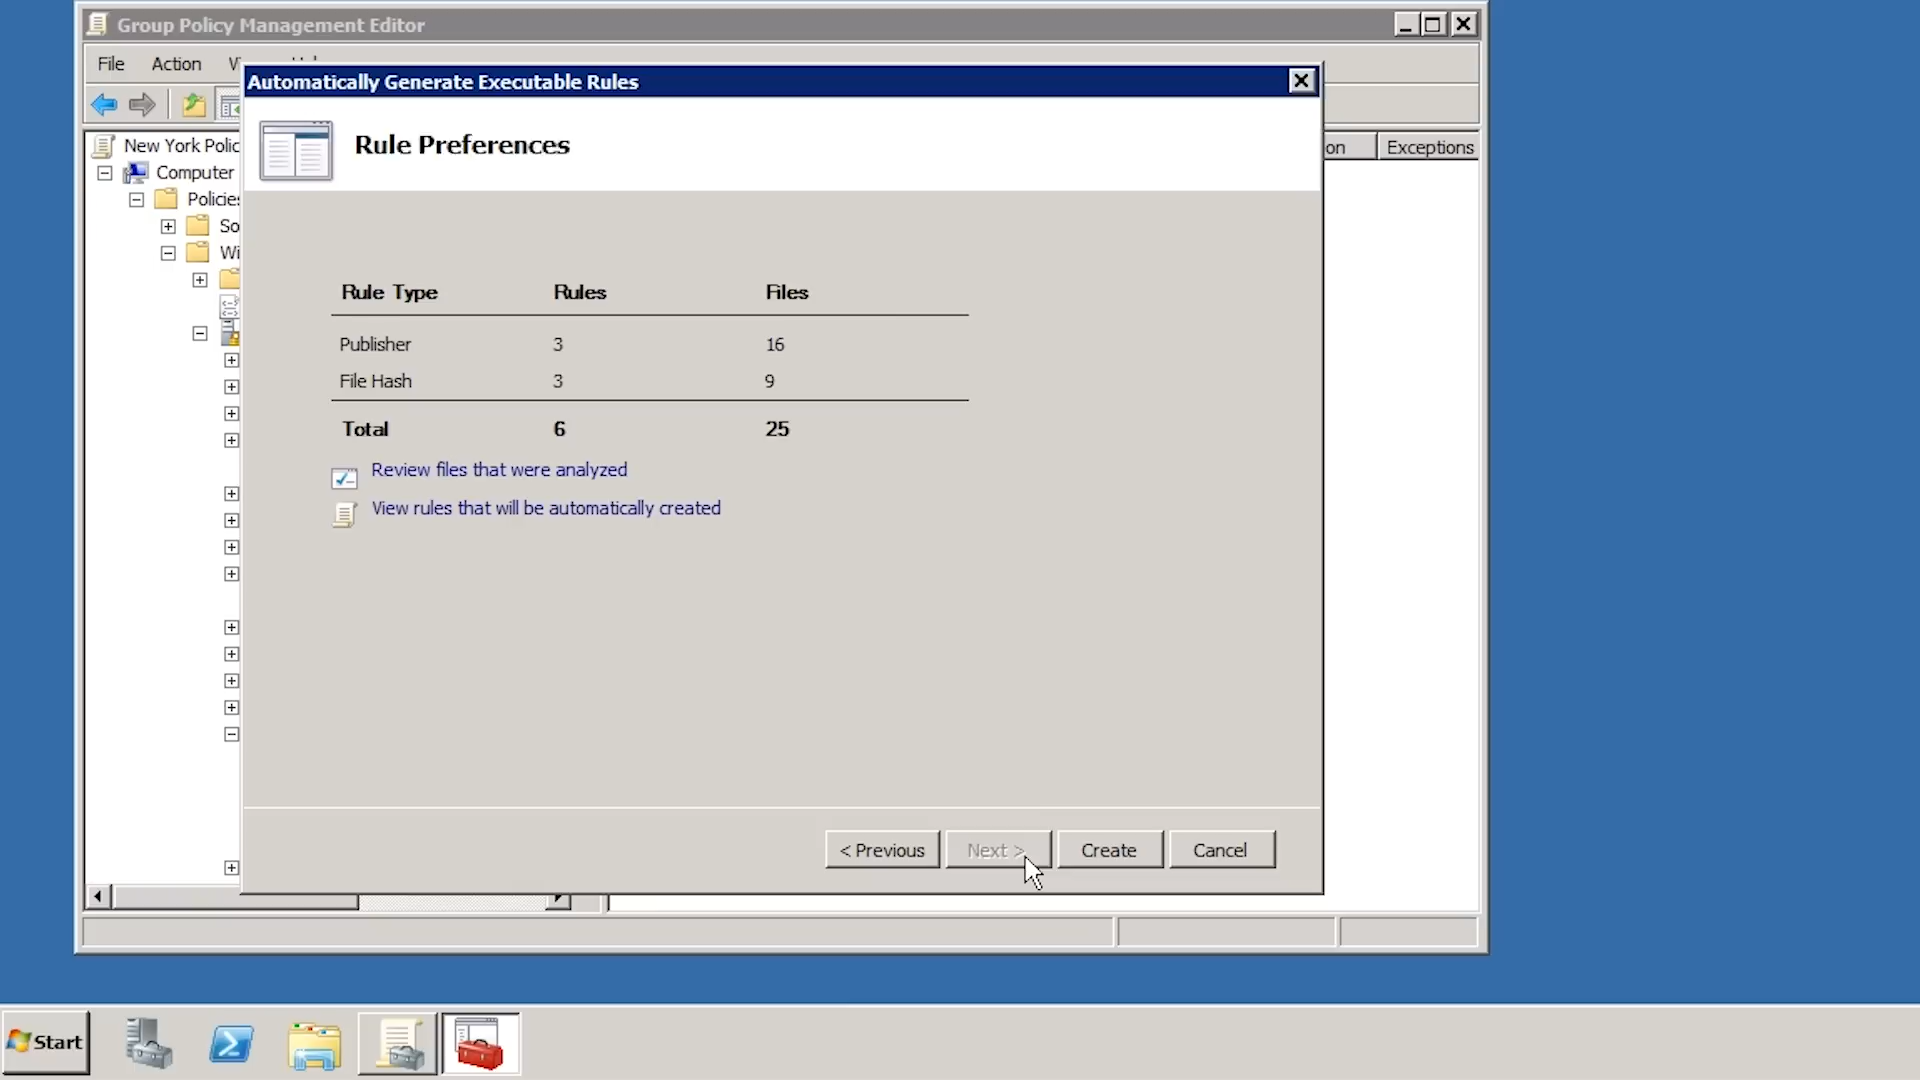 Group Policy Management Editor
File Action
Automatically Generate Executable Rules
Rule Preferences
New York Polic
Computer
Policies
So
Wi
on Exceptions
Rule Type Rules Files
Publisher 3 16
File Hash 3 9
Total 6 25
Review files that were analyzed
View rules that will be automatically created
< Previous Next > Create Cancel
Start